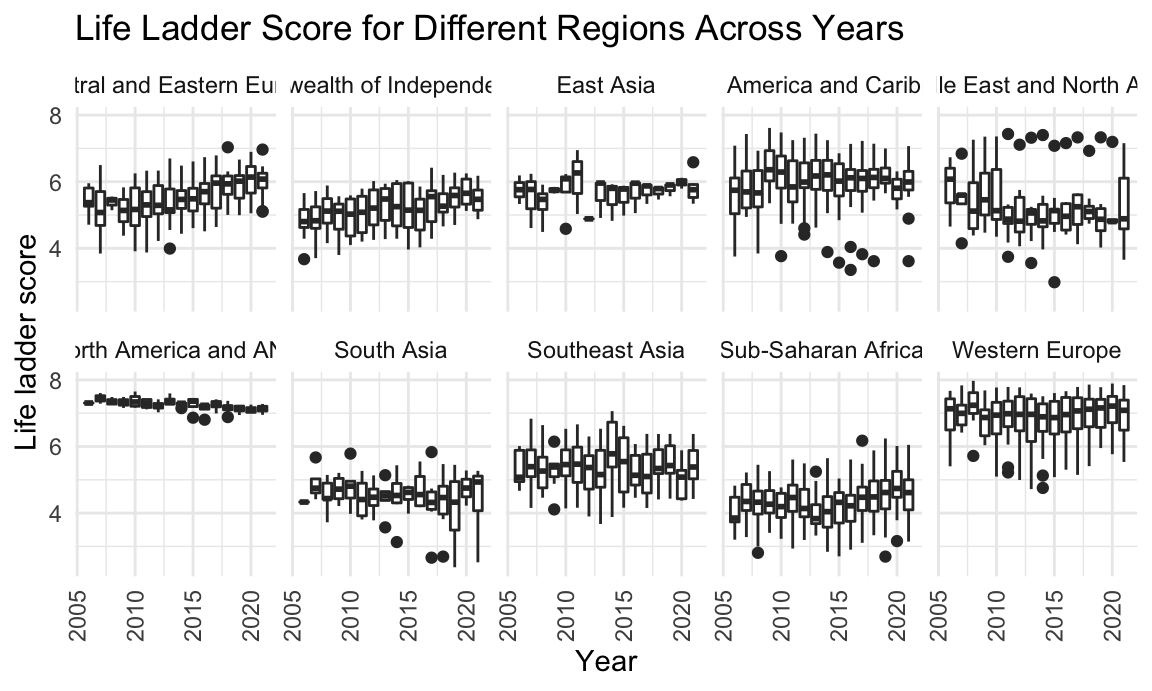 Life Ladder Score for Different Regions Across Years
tral and Eastern Eur
wealth of Independe
East Asia
America and Carib
le East and North A
8
6
4
Life ladder score
orth America and AN
South Asia
Southeast Asia
Sub-Saharan Africa
Western Europe
8
6
4
2005 2010 2015 2020 2005 2010 2015 2020 2005 2010 2015 2020 2005 2010 2015 2020 2005 2010 2015 2020
Year